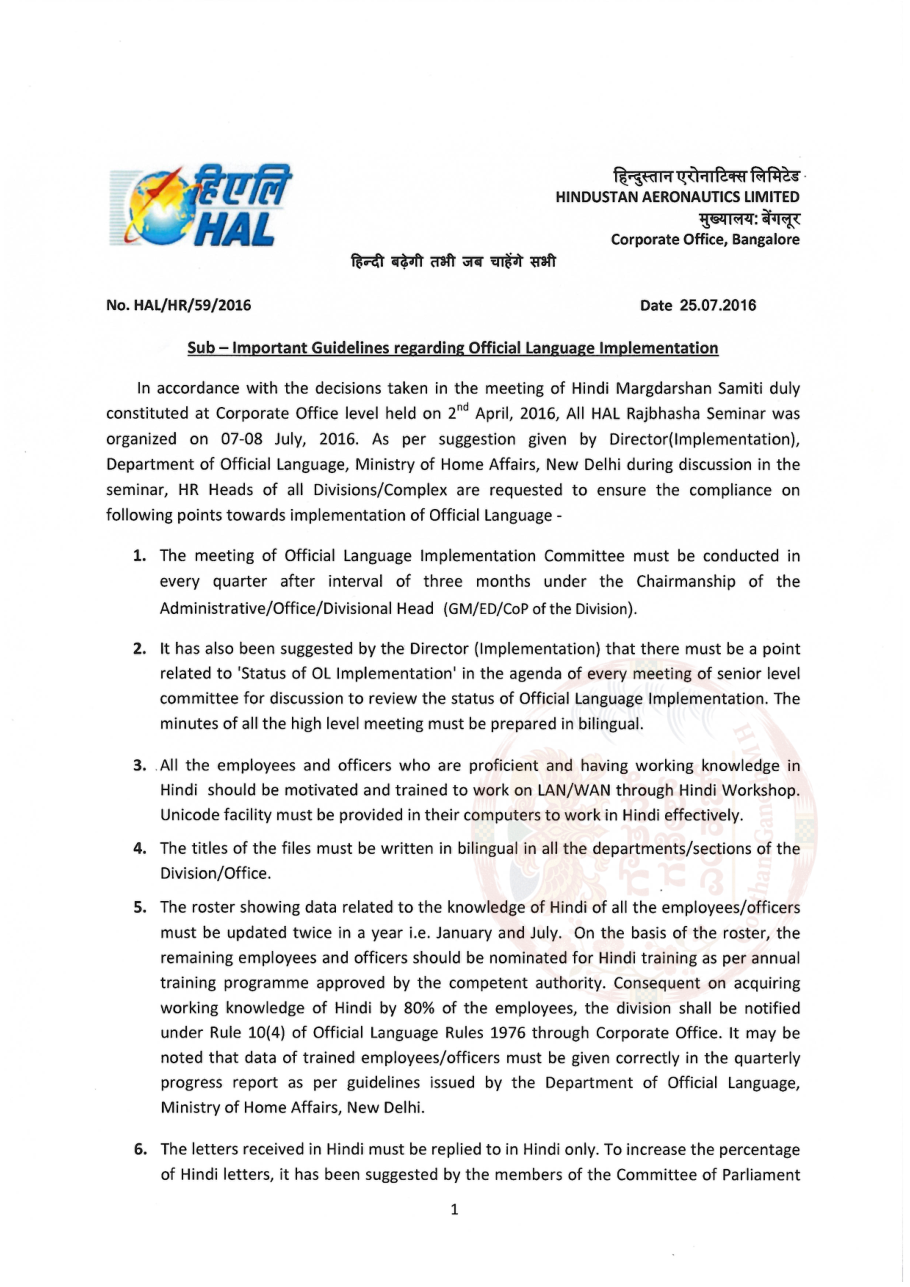 हिएलि
HAL
हिन्दुस्तान एरोनाटिक्स लिमिटेड
HINDUSTAN AERONAUTICS LIMITED
मुख्यालय: बेंगलूर
Corporate Office, Bangalore
हिन्दी बढ़ेगी तभी जब चाहेंगे सभी
No. HAL/HR/59/2016 Date 25.07.2016
Sub – Important Guidelines regarding Official Language Implementation
In accordance with the decisions taken in the meeting of Hindi Margdarshan Samiti duly
constituted at Corporate Office level held on 2nd April, 2016, All HAL Rajbhasha Seminar was
organized on 07-08 July, 2016. As per suggestion given by Director(Implementation),
Department of Official Language, Ministry of Home Affairs, New Delhi during discussion in the
seminar, HR Heads of all Divisions/Complex are requested to ensure the compliance on
following points towards implementation of Official Language -
1. The meeting of Official Language Implementation Committee must be conducted in
every quarter after interval of three months under the Chairmanship of the
Administrative/Office/Divisional Head (GM/ED/CoP of the Division).
2. It has also been suggested by the Director (Implementation) that there must be a point
related to 'Status of OL Implementation' in the agenda of every meeting of senior level
committee for discussion to review the status of Official Language Implementation. The
minutes of all the high level meeting must be prepared in bilingual.
3. All the employees and officers who are proficient and having working knowledge in
Hindi should be motivated and trained to work on LAN/WAN through Hindi Workshop.
Unicode facility must be provided in their computers to work in Hindi effectively.
4. The titles of the files must be written in bilingual in all the departments/sections of the
Division/Office.
5. The roster showing data related to the knowledge of Hindi of all the employees/officers
must be updated twice in a year i.e. January and July. On the basis of the roster, the
remaining employees and officers should be nominated for Hindi training as per annual
training programme approved by the competent authority. Consequent on acquiring
working knowledge of Hindi by 80% of the employees, the division shall be notified
under Rule 10(4) of Official Language Rules 1976 through Corporate Office. It may be
noted that data of trained employees/officers must be given correctly in the quarterly
progress report as per guidelines issued by the Department of Official Language,
Ministry of Home Affairs, New Delhi.
6. The letters received in Hindi must be replied to in Hindi only. To increase the percentage
of Hindi letters, it has been suggested by the members of the Committee of Parliament
1